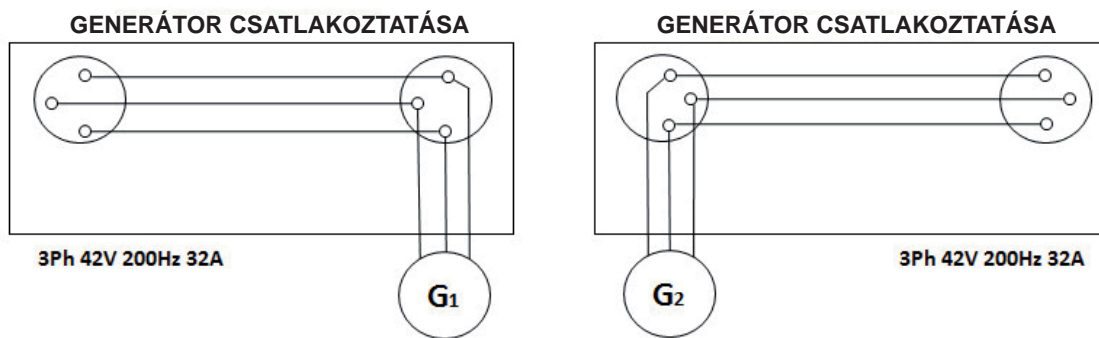 GENERÁTOR CSATLAKOZTATÁSA
3Ph 42V 200Hz 32A
G1
GENERÁTOR CSATLAKOZTATÁSA
3Ph 42V 200Hz 32A
G2